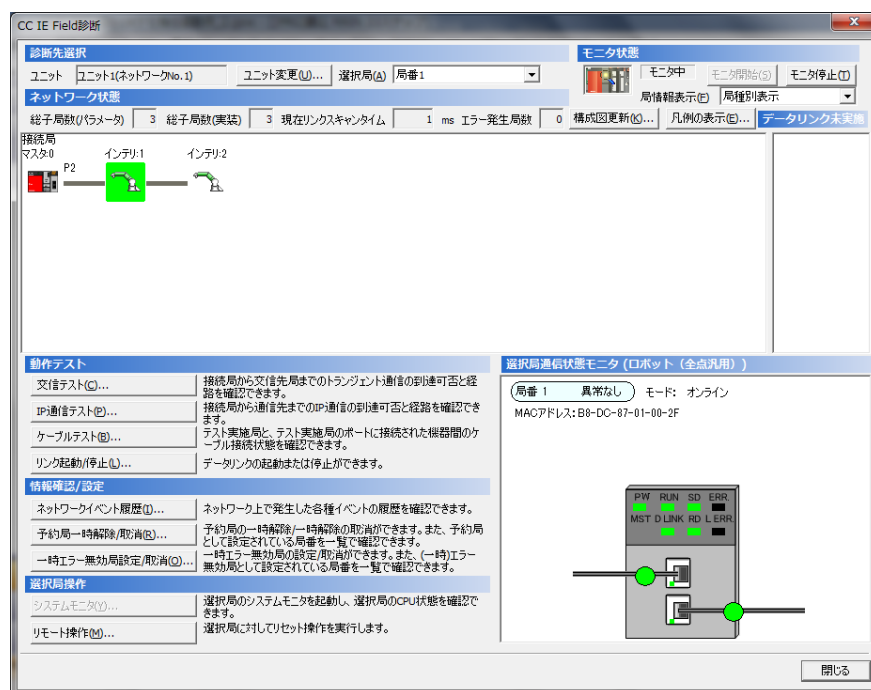 CC IE Field診断
診断先選択
ユニット ユニット1(ネットワークNo.1) ユニット変更(U)... 選択局(A) 局番1
モニタ状態
モニタ中 モニタ開始(S) モニタ停止(T)
局情報表示(F) 局種別表示
ネットワーク状態
総子局数(パラメータ) 3 総子局数(実装) 3 現在リンクスキャンタイム 1 ms エラー発生局数 0 構成図更新(K)... 凡例の表示(E)... データリンク未実施
接続局
マスタ:0 インテリ:1 インテリ:2
P2
動作テスト
交信テスト(C)...
接続局から交信先局までのトランジェント通信の到達可否と経
路を確認できます。
IP通信テスト(P)...
接続局から通信先までのIP通信の到達可否と経路を確認でき
ます。
ケーブルテスト(B)...
テスト実施局と、テスト実施局のポートに接続された機器間のケ
ーブル接続状態を確認できます。
リンク起動/停止(L)...
データリンクの起動または停止ができます。
情報確認/設定
ネットワークイベント履歴(I)...
ネットワーク上で発生した各種イベントの履歴を確認できます。
予約局一時解除/取消(R)...
予約局の一時解除/一時解除の取消ができます。また、予約局
として設定されている局番を一覧で確認できます。
一時エラー無効局設定/取消(O)...
一時エラー無効局の設定/取消ができます。また、(一時)エラー
無効局として設定されている局番を一覧で確認できます。
選択局操作
システムモニタ(Y)...
選択局のシステムモニタを起動し、選択局のCPU状態を確認で
きます。
リモート操作(M)...
選択局に対してリセット操作を実行します。
選択局通信状態モニタ (ロボット（全点汎用）)
局番 1 異常なし モード: オンライン
MACアドレス: B8-DC-87-01-00-2F
PW RUN SD ERR.
MST D LINK RD L ERR.
閉じる